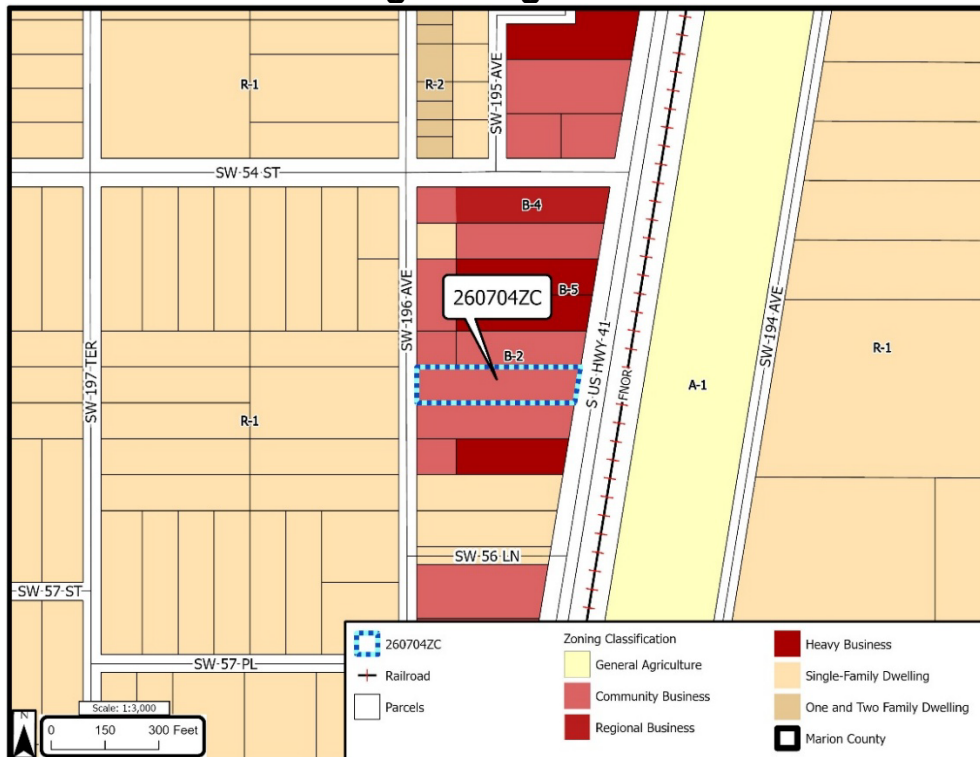 R-1
R-2
SW 195 AVE
SW 54 ST
B-4
B-5
260704ZC
B-2
SW 196 AVE
SW 197 TER
S US HWY 41
FNOR
A-1
SW 194 AVE
R-1
R-1
SW 56 LN
SW 57 ST
SW 57 PL
Scale: 1:3,000
N
0 150 300 Feet
260704ZC
Railroad
Parcels
Zoning Classification
General Agriculture
Community Business
Regional Business
Heavy Business
Single-Family Dwelling
One and Two Family Dwelling
Marion County